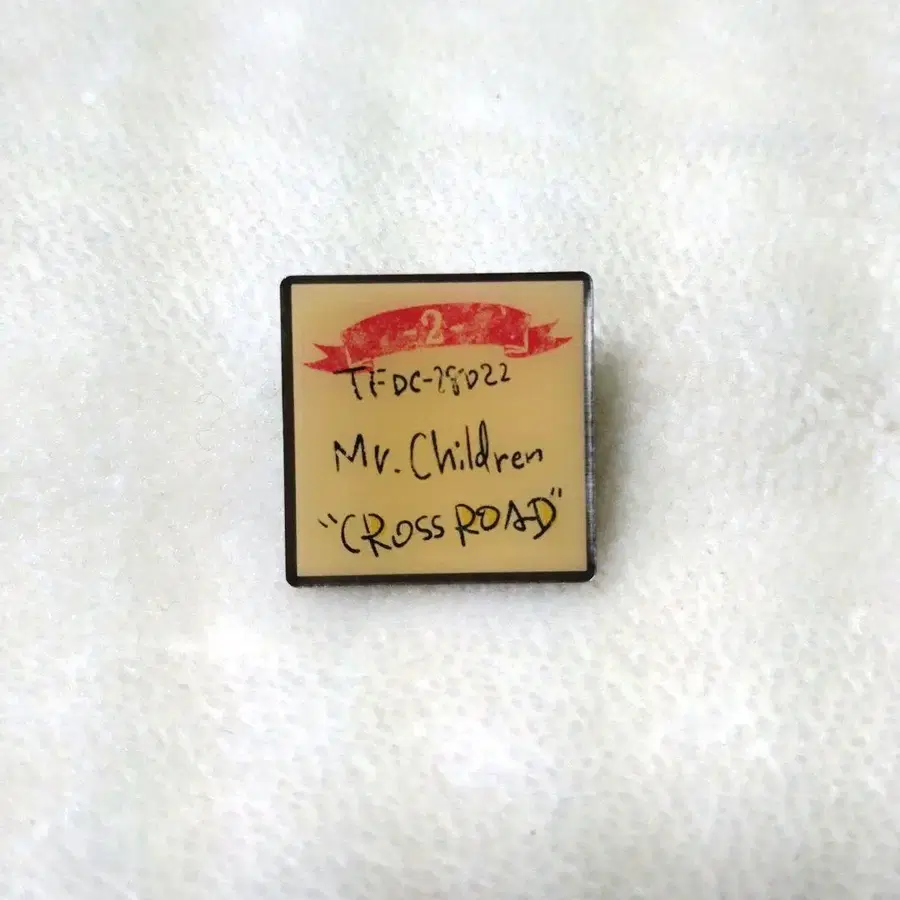 -2-
TFDC-28022
Mr. Children
"CROSS ROAD"